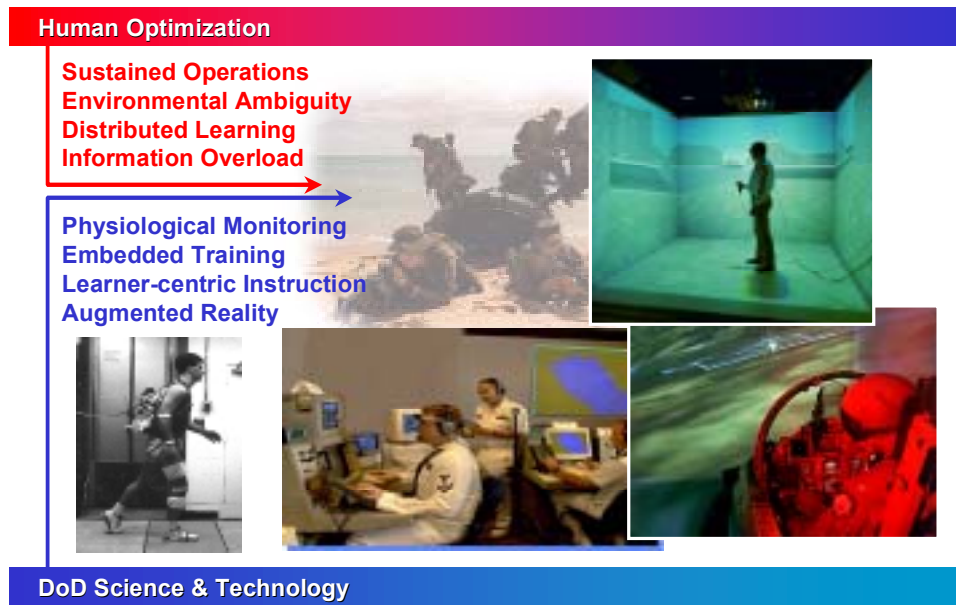 Human Optimization
Sustained Operations
Environmental Ambiguity
Distributed Learning
Information Overload
Physiological Monitoring
Embedded Training
Learner-centric Instruction
Augmented Reality
DoD Science & Technology